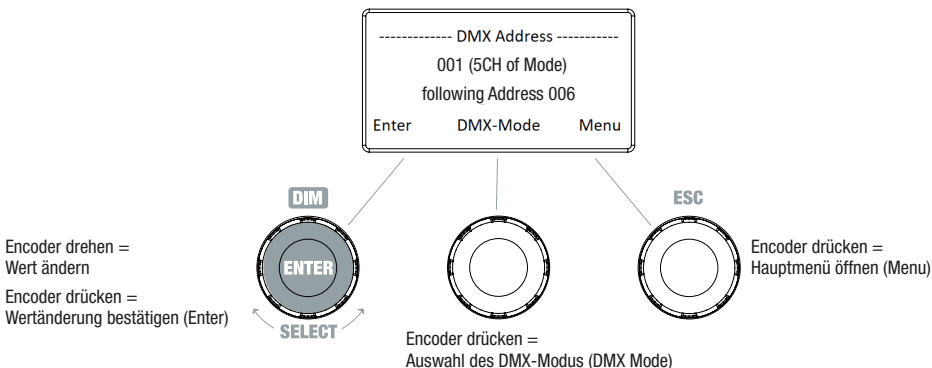 ------------- DMX Address -----------
001 (5CH of Mode)
following Address 006
Enter DMX-Mode Menu
DIM
ESC
Encoder drehen =
Wert ändern
Encoder drücken =
Wertänderung bestätigen (Enter)
ENTER
SELECT
Encoder drücken =
Hauptmenü öffnen (Menu)
Encoder drücken =
Auswahl des DMX-Modus (DMX Mode)